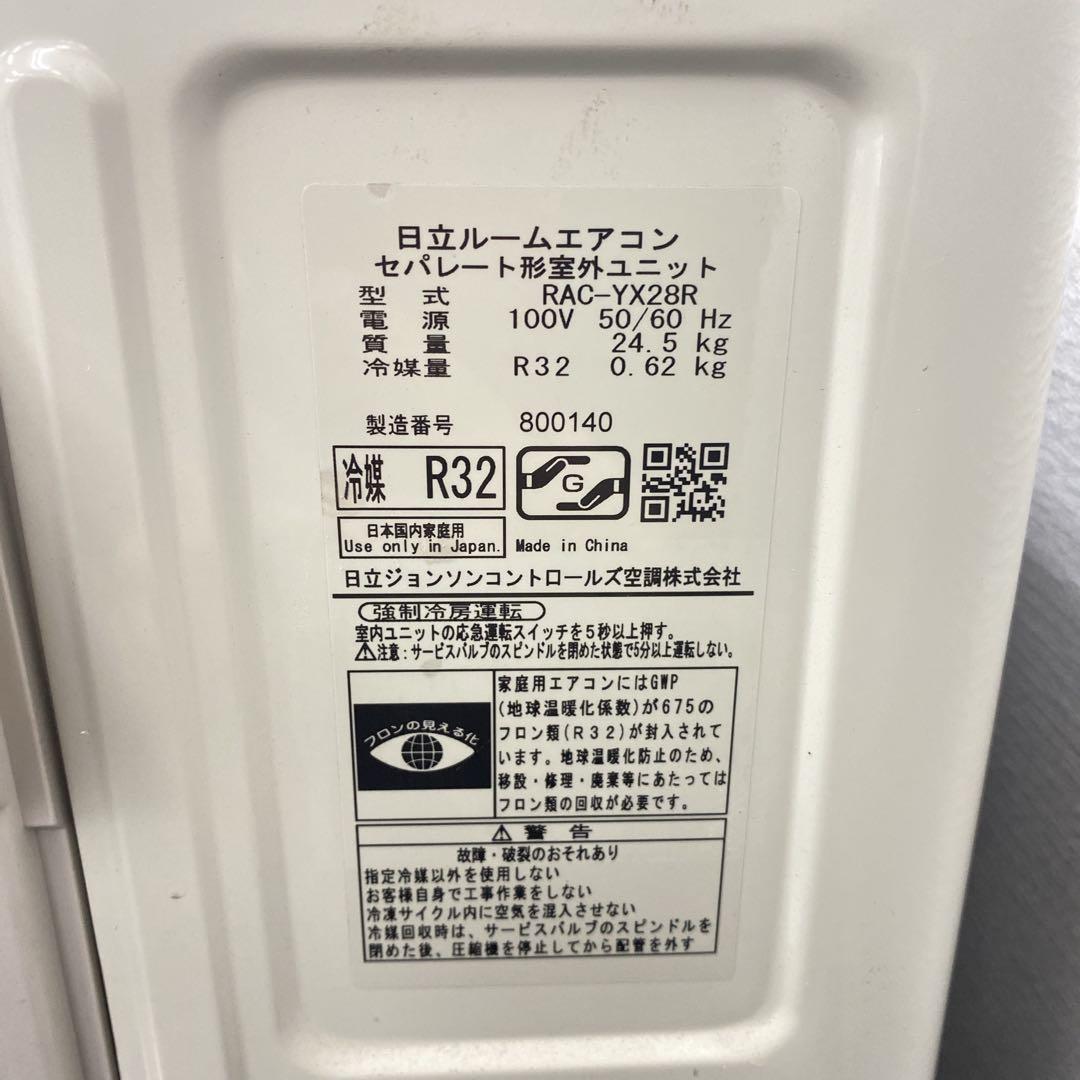 日立ルームエアコン
セパレート形室外ユニット
型 式 RAC-YX28R
電 源 100V 50/60 Hz
質 量 24.5 kg
冷媒量 R32 0.62 kg
製造番号 800140
冷媒 R32
G
日本国内家庭用
Use only in Japan.
Made in China
日立ジョンソンコントロールズ空調株式会社
強制冷房運転
室内ユニットの応急運転スイッチを5秒以上押す。
⚠注意:サービスバルブのスピンドルを閉めた状態で5分以上運転しない。
フロンの見える化
家庭用エアコンにはGWP
(地球温暖化係数)が675の
フロン類(R32)が封入されて
います。地球温暖化防止のため、
移設・修理・廃棄等にあたっては
フロン類の回収が必要です。
⚠ 警 告
故障・破裂のおそれあり
指定冷媒以外を使用しない
お客様自身で工事作業をしない
冷凍サイクル内に空気を混入させない
冷媒回収時は、サービスバルブのスピンドルを
閉めた後、圧縮機を停止してから配管を外す